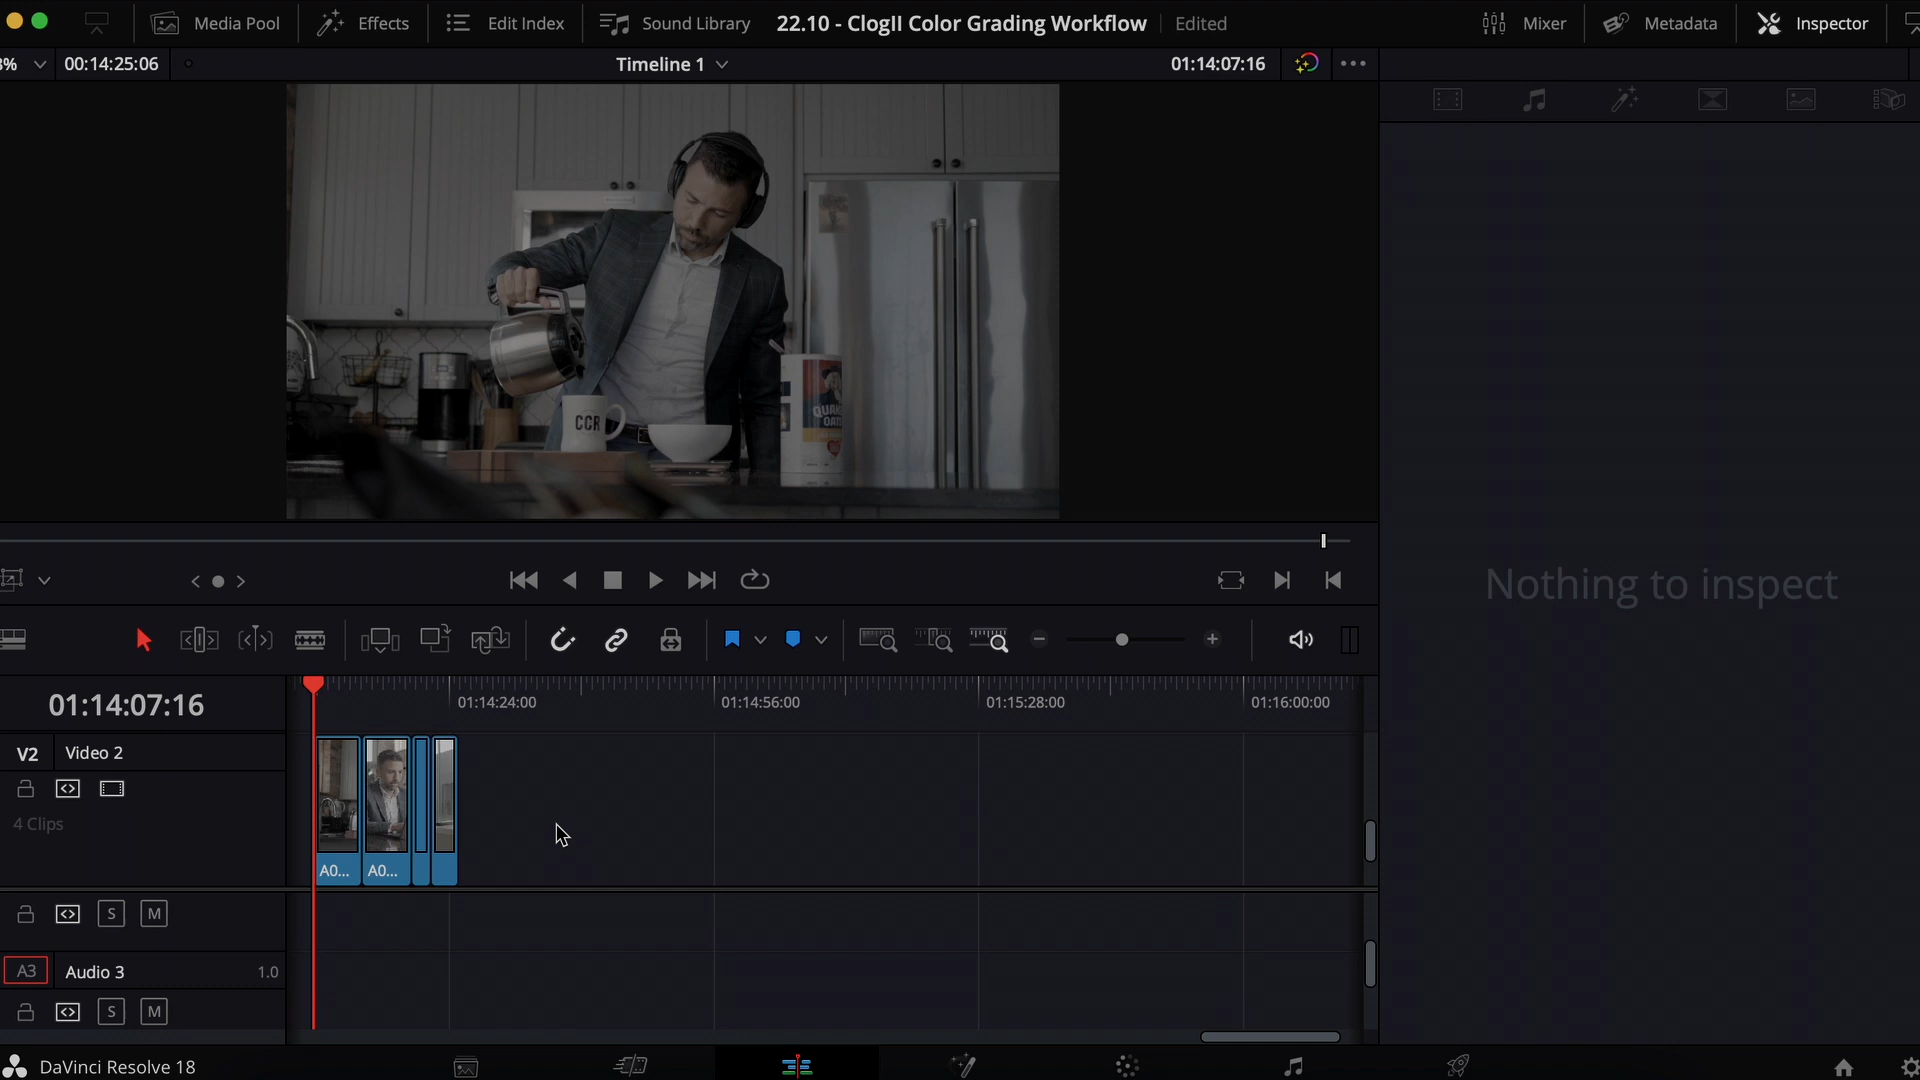 Media Pool Effects Edit Index Sound Library 22.10 - ClogII Color Grading Workflow Edited Mixer Metadata Inspector
% 00:14:25:06 Timeline 1 01:14:07:16
CCR
QUAK
OATS
Nothing to inspect
01:14:07:16 01:14:24:00 01:14:56:00 01:15:28:00 01:16:00:00
V2 Video 2
4 Clips
A0... A0...
S M
A3 Audio 3 1.0
S M
DaVinci Resolve 18